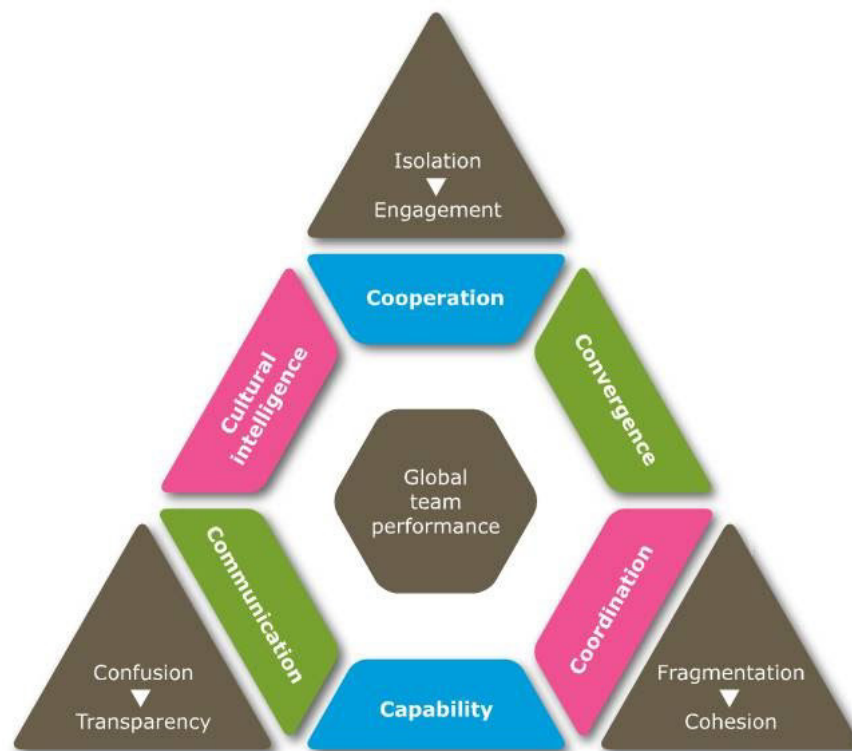 Isolation
Engagement
Cooperation
Cultural
intelligence
Convergence
Global
team
performance
Communication
Coordination
Confusion
Transparency
Capability
Fragmentation
Cohesion